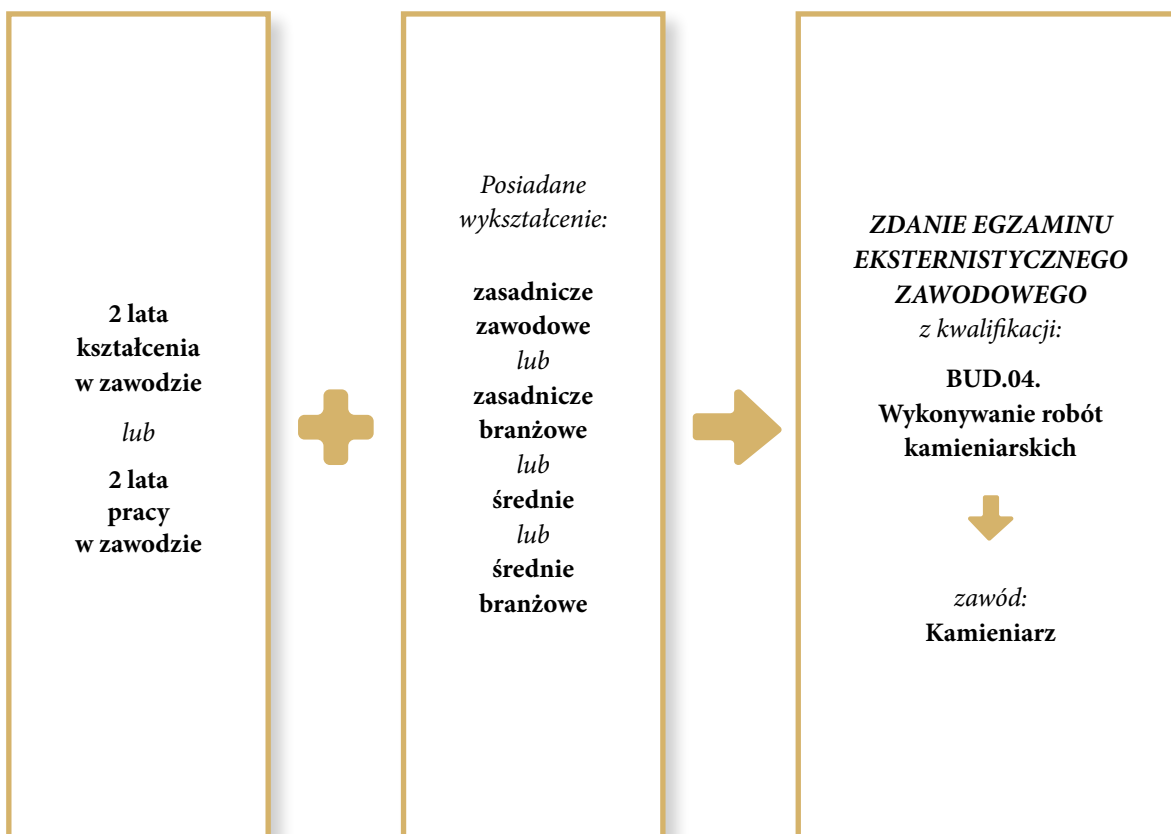 2 lata
kształcenia
w zawodzie
lub
2 lata
pracy
w zawodzie
Posiadane
wykształcenie:
zasadnicze
zawodowe
lub
zasadnicze
branżowe
lub
średnie
lub
średnie
branżowe
ZDANIE EGZAMINU
EKSTERNISTYCZNEGO
ZAWODOWEGO
z kwalifikacji:
BUD.04.
Wykonywanie robót
kamieniarskich
zawód:
Kamieniarz